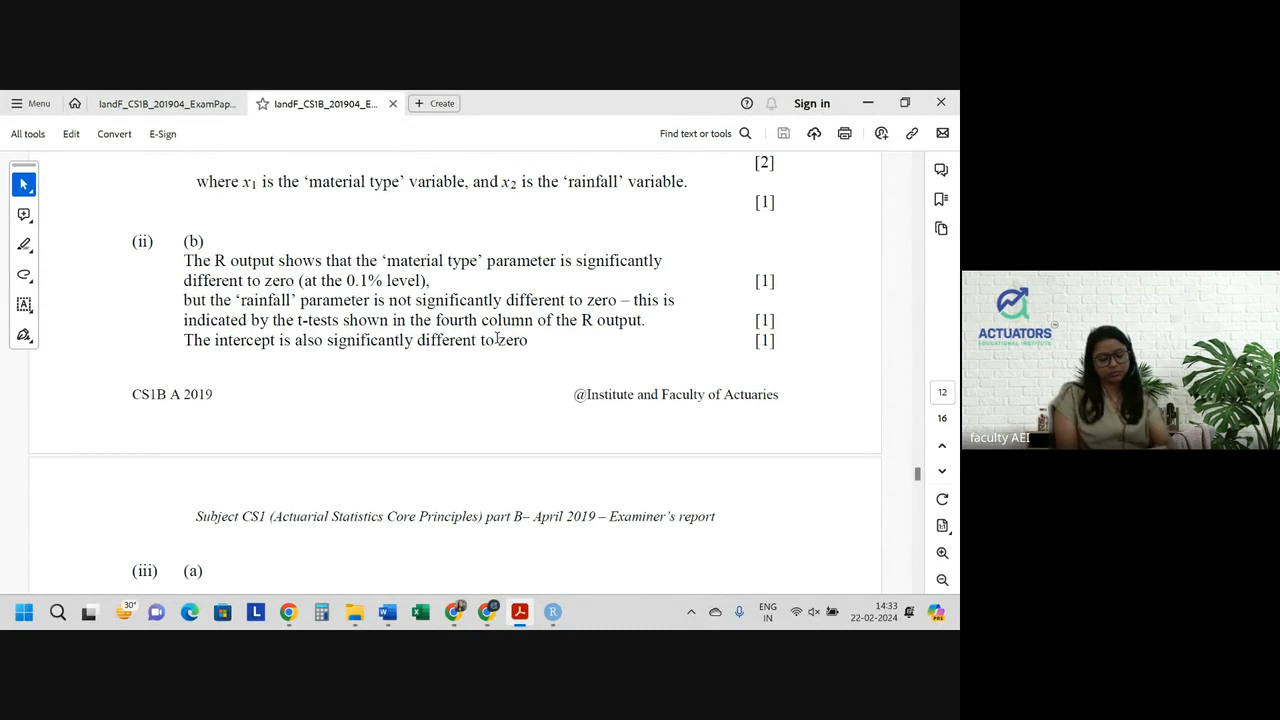 Menu
IandF_CS1B_201904_ExamPap...
IandF_CS1B_201904_E...
Create
Sign in
All tools
Edit
Convert
E-Sign
Find text or tools
[2]
where x1 is the ‘material type’ variable, and x2 is the ‘rainfall’ variable.
[1]
(ii) (b)
The R output shows that the ‘material type’ parameter is significantly
different to zero (at the 0.1% level), [1]
but the ‘rainfall’ parameter is not significantly different to zero – this is
indicated by the t-tests shown in the fourth column of the R output. [1]
The intercept is also significantly different to zero [1]
CS1B A 2019 @Institute and Faculty of Actuaries
12
16
Subject CS1 (Actuarial Statistics Core Principles) part B– April 2019 – Examiner’s report
(iii) (a)
ACTUATORS
EDUCATIONAL INSTITUTE
faculty AEI
30°
ENG
IN
14:33
22-02-2024